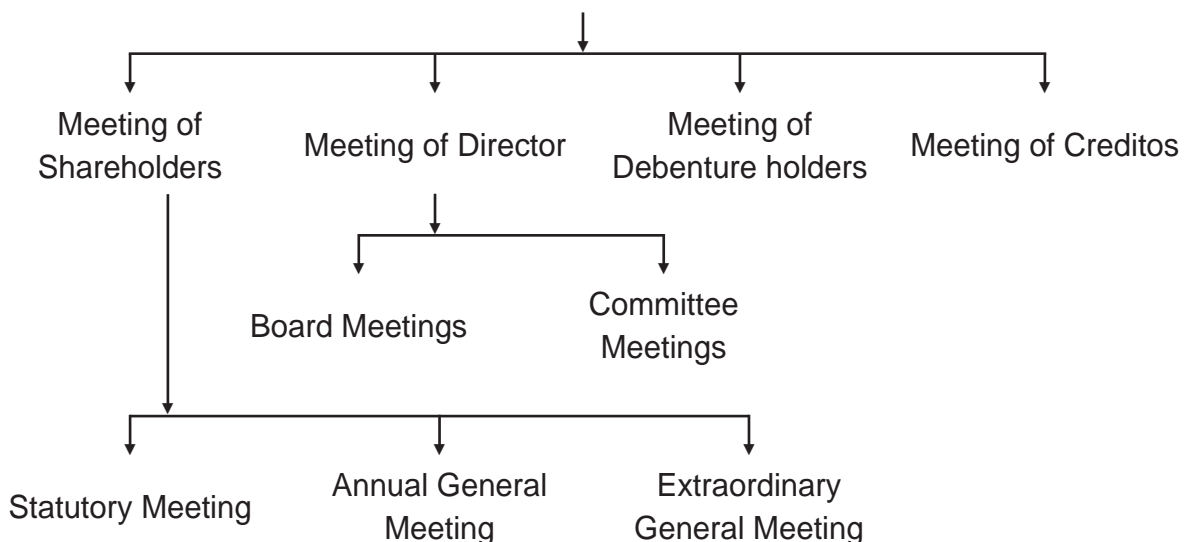 Meeting of
Shareholders
Meeting of Director
Meeting of
Debenture holders
Meeting of Creditos
Board Meetings
Committee
Meetings
Statutory Meeting
Annual General
Meeting
Extraordinary
General Meeting